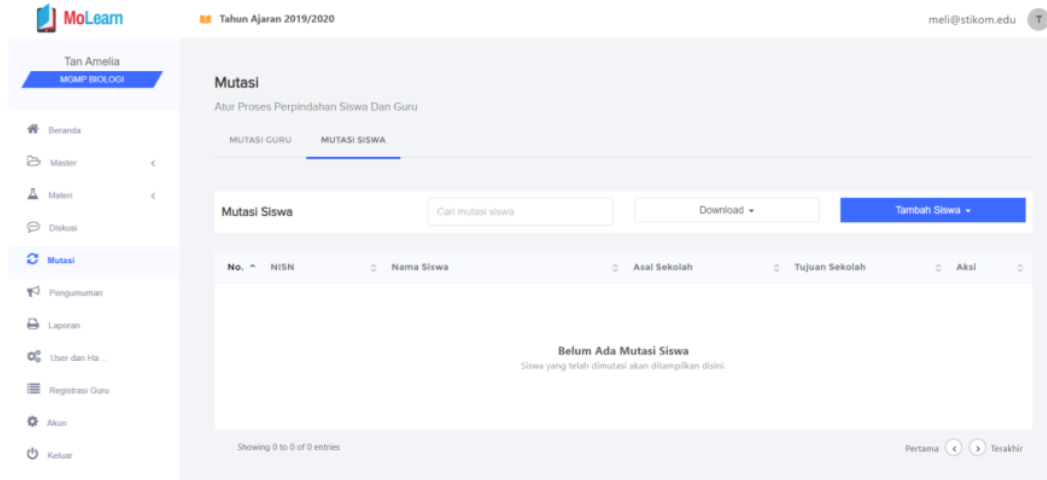 MoLearn
Tahun Ajaran 2019/2020
meli@stikom.edu
T
Tan Amelia
MGMP BIOLOGI
Beranda
Master
Materi
Diskusi
Mutasi
Pengumuman
Laporan
User dan Ha...
Registrasi Guru
Akun
Keluar
Mutasi
Atur Proses Perpindahan Siswa Dan Guru
MUTASI GURU MUTASI SISWA
Mutasi Siswa Cari mutasi siswa Download Tambah Siswa
No. NISN Nama Siswa Asal Sekolah Tujuan Sekolah Aksi
Belum Ada Mutasi Siswa
Siswa yang telah dimutasi akan ditampilkan disini.
Showing 0 to 0 of 0 entries Pertama Terakhir